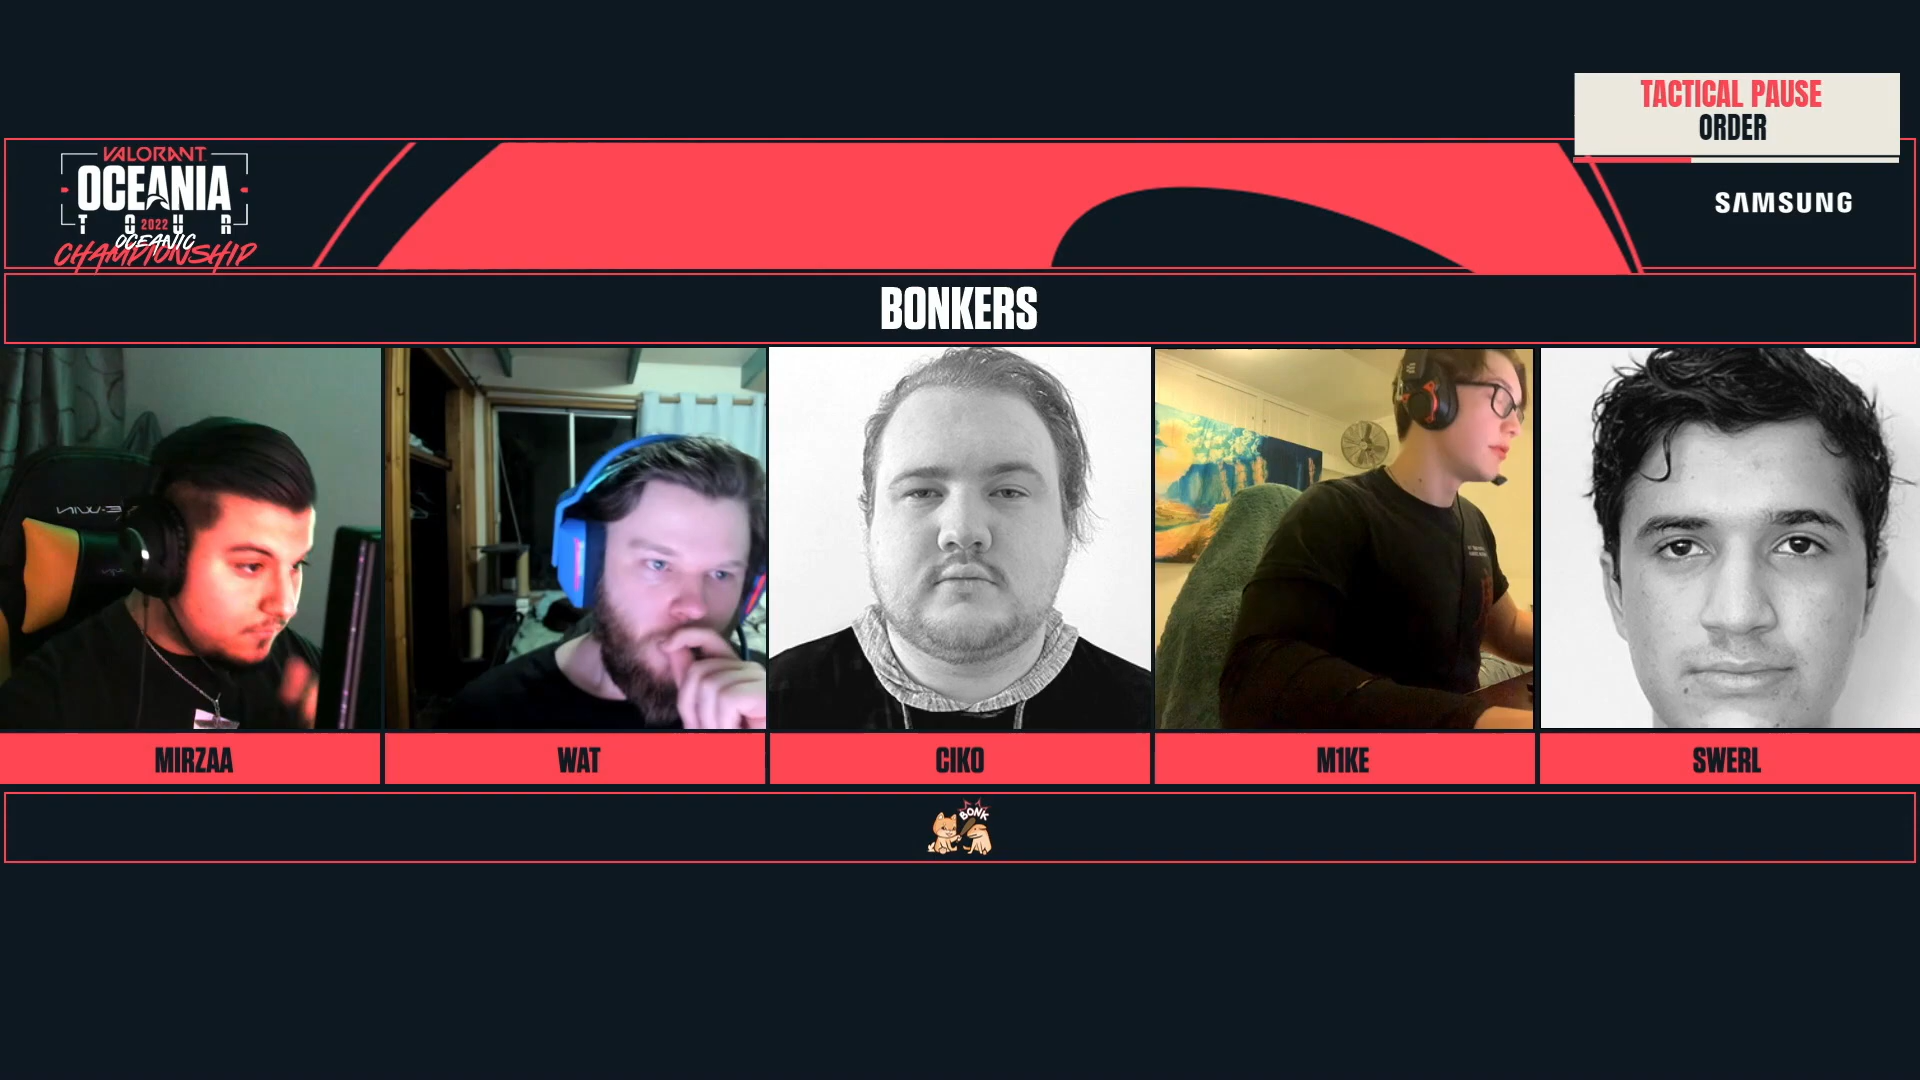 TACTICAL PAUSE
ORDER
VALORANT
OCEANIA
TOUR
2022
OCEANIC
CHAMPIONSHIP
SAMSUNG
BONKERS
MIRZAA
WAT
CIKO
M1KE
SWERL
BONK